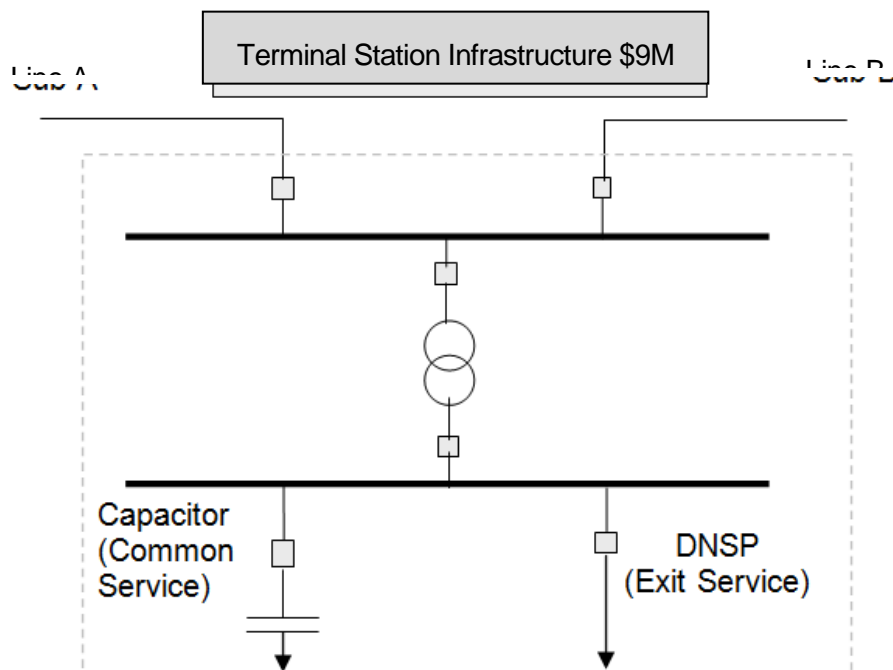 Terminal Station Infrastructure $9M
Capacitor
(Common
Service)
DNSP
(Exit Service)